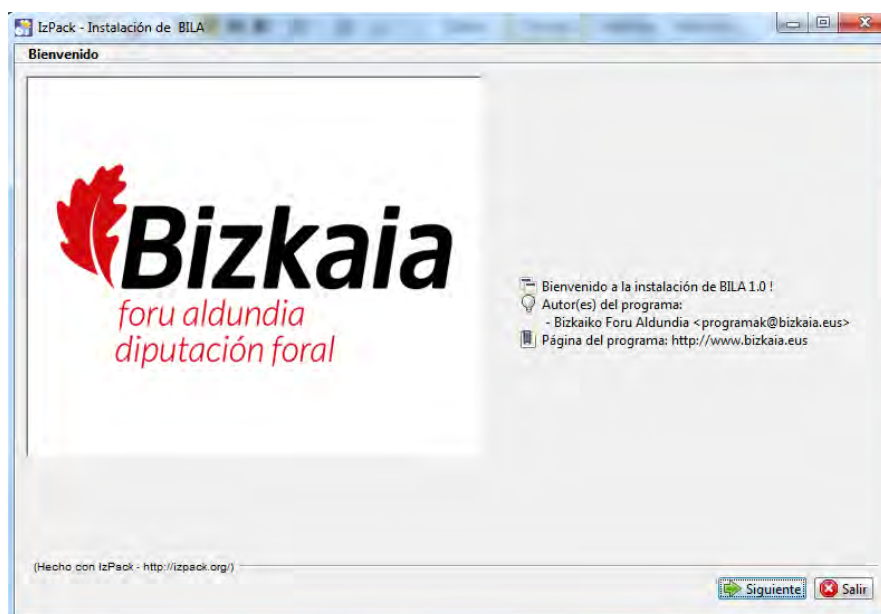 IzPack - Instalación de BILA
Bienvenido
Bizkaia
foru aldundia
diputación foral
Bienvenido a la instalación de BILA 1.0 !
Autor(es) del programa:
- Bizkaiko Foru Aldundia <programak@bizkaia.eus>
Página del programa: http://www.bizkaia.eus
(Hecho con IzPack - http://izpack.org/)
Siguiente
Salir